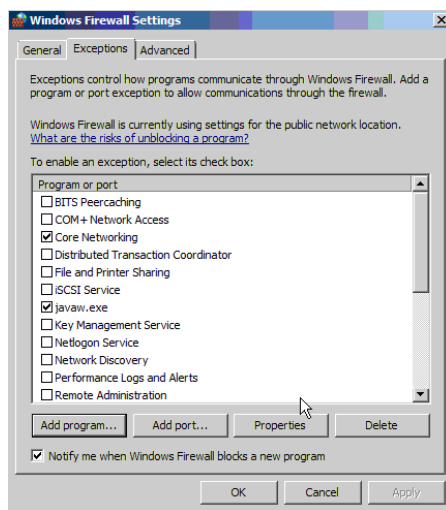 Windows Firewall Settings
General Exceptions Advanced
Exceptions control how programs communicate through Windows Firewall. Add a
program or port exception to allow communications through the firewall.
Windows Firewall is currently using settings for the public network location.
What are the risks of unblocking a program?
To enable an exception, select its check box:
Program or port
BITS Peercaching
COM+ Network Access
Core Networking
Distributed Transaction Coordinator
File and Printer Sharing
iSCSI Service
javaw.exe
Key Management Service
Netlogon Service
Network Discovery
Performance Logs and Alerts
Remote Administration
Add program... Add port... Properties Delete
Notify me when Windows Firewall blocks a new program
OK Cancel Apply